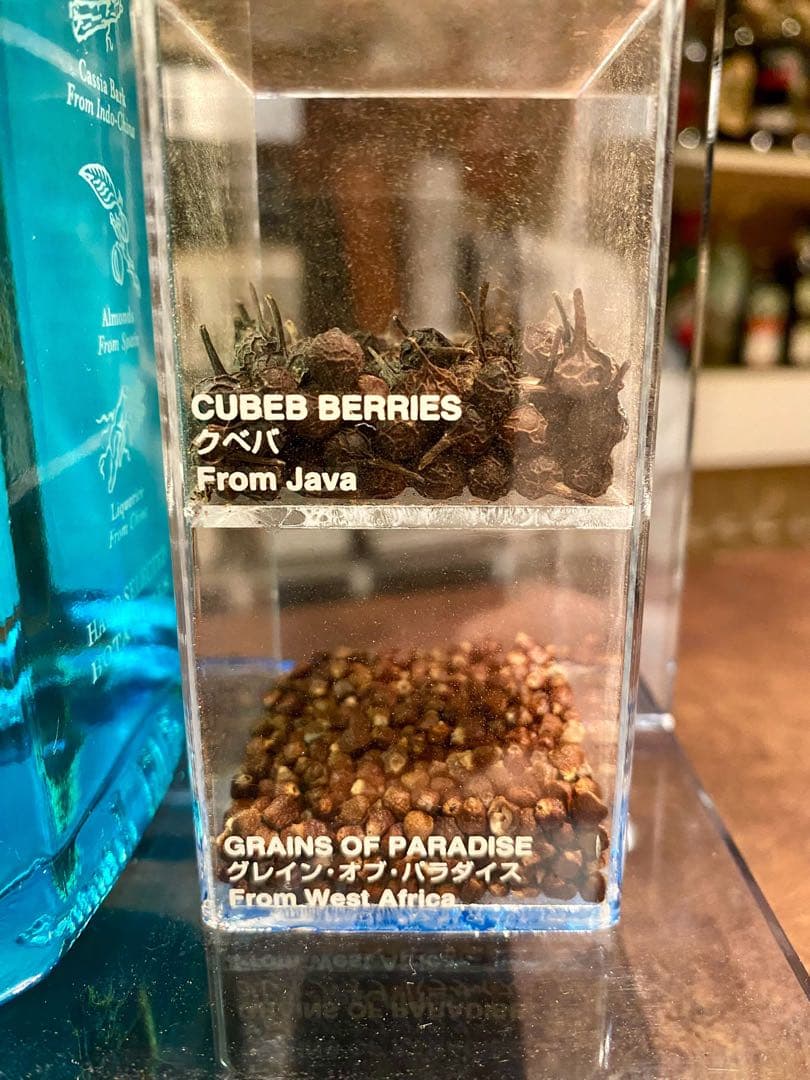 Cassia Bark
From Indo-China
Almonds
From Spain
Liquorice
From China
CUBEB BERRIES
クベバ
From Java
GRAINS OF PARADISE
グレイン・オブ・パラダイス
From West Africa